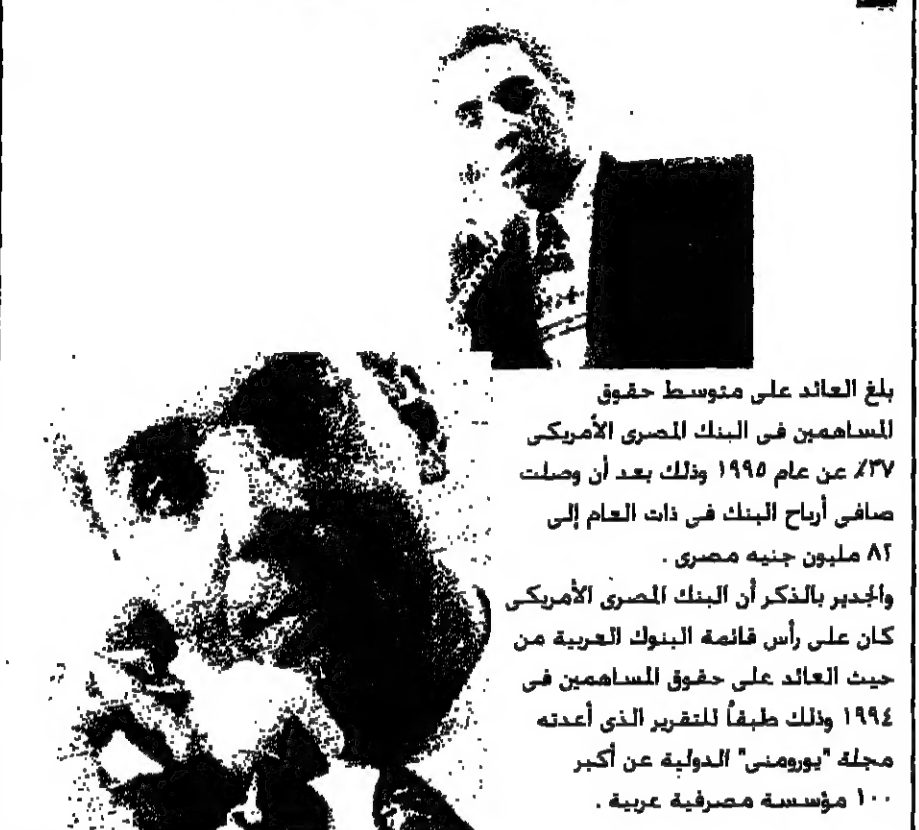 بلغ العائد على متوسط حقوق
المساهمين فى البنك المصرى الأمريكى
٣٧٪ عن عام ١٩٩٥ وذلك بعد أن وصلت
صافى أرباح البنك فى ذات العام إلى
٨٢ مليون جنيه مصرى .
والجدير بالذكر أن البنك المصرى الأمريكى
كان على رأس قائمة البنوك العربية من
حيث العائد على حقوق المساهمين فى
١٩٩٤ وذلك طبقاً للتقرير الذى أعدته
مجلة "يورومنى" الدولية عن أكبر
١٠٠ مؤسسة مصرفية عربية .